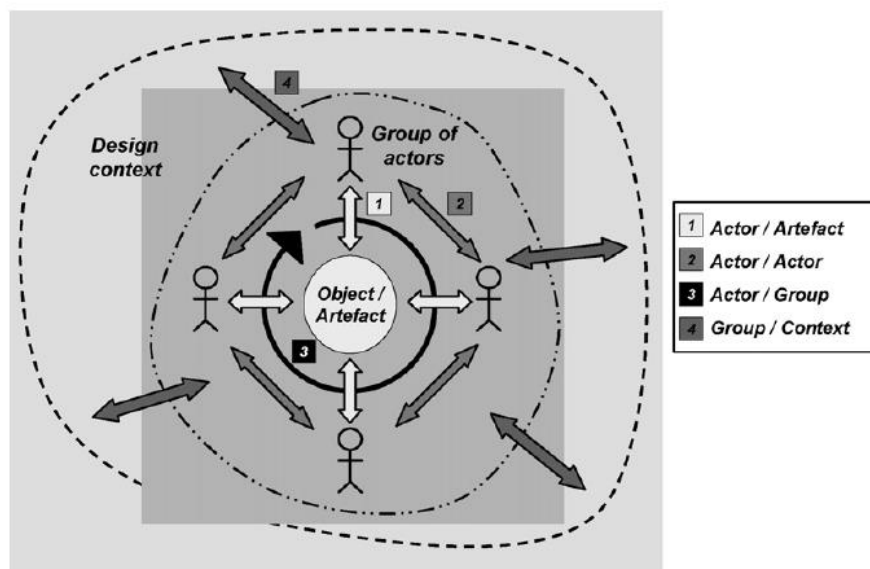 4
Design
context
Group of
actors
1
2
Object /
Artefact
3
1 Actor / Artefact
2 Actor / Actor
3 Actor / Group
4 Group / Context